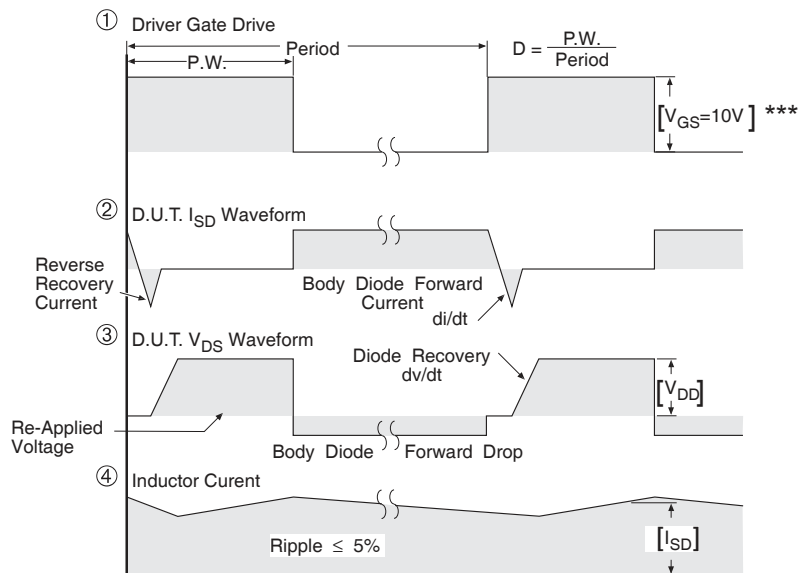 ① Driver Gate Drive
P.W.
Period
D = P.W.
Period
[VGS=10V] ***
② D.U.T. ISD Waveform
Reverse
Recovery
Current
Body Diode Forward
Current
di/dt
③ D.U.T. VDS Waveform
Diode Recovery
dv/dt
[VDD]
Re-Applied
Voltage
Body Diode Forward Drop
④ Inductor Curent
Ripple ≤ 5%
[ISD]